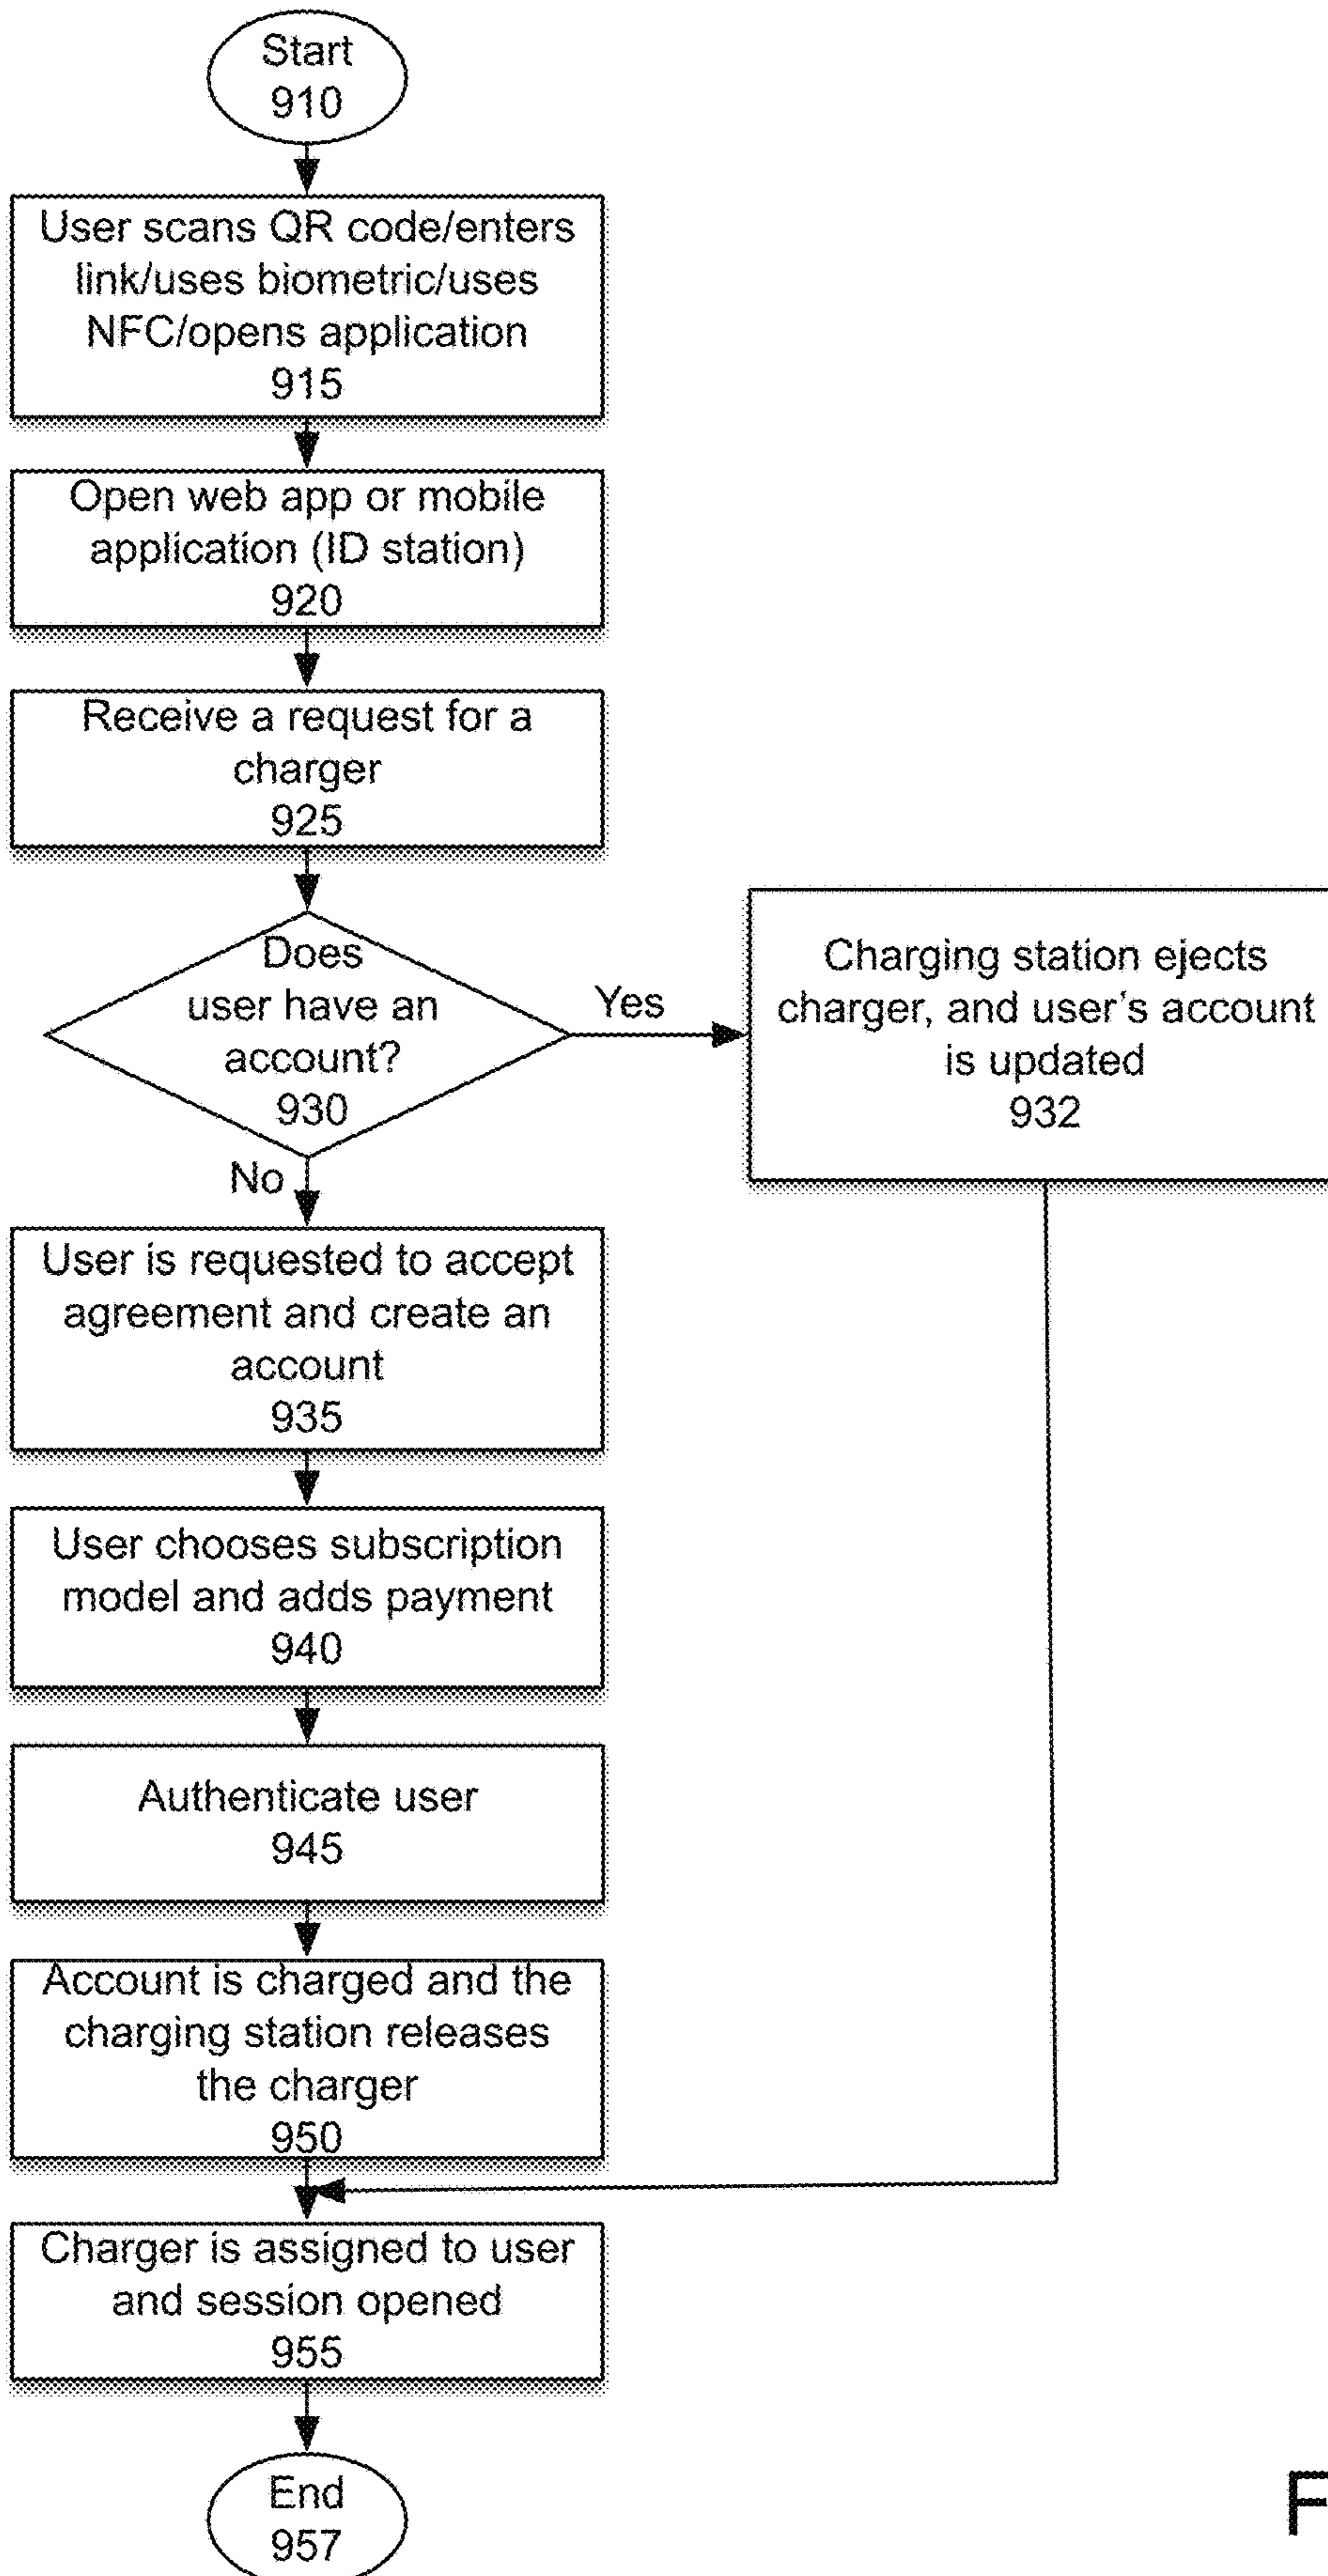 Start
910
User scans QR code/enters
link/uses biometric/uses
NFC/opens application
915
Open web app or mobile
application (ID station)
920
Receive a request for a
charger
925
Does
user have an
account?
930
Yes
Charging station ejects
charger, and user's account
is updated
932
No
User is requested to accept
agreement and create an
account
935
User chooses subscription
model and adds payment
940
Authenticate user
945
Account is charged and the
charging station releases
the charger
950
Charger is assigned to user
and session opened
955
End
957
F